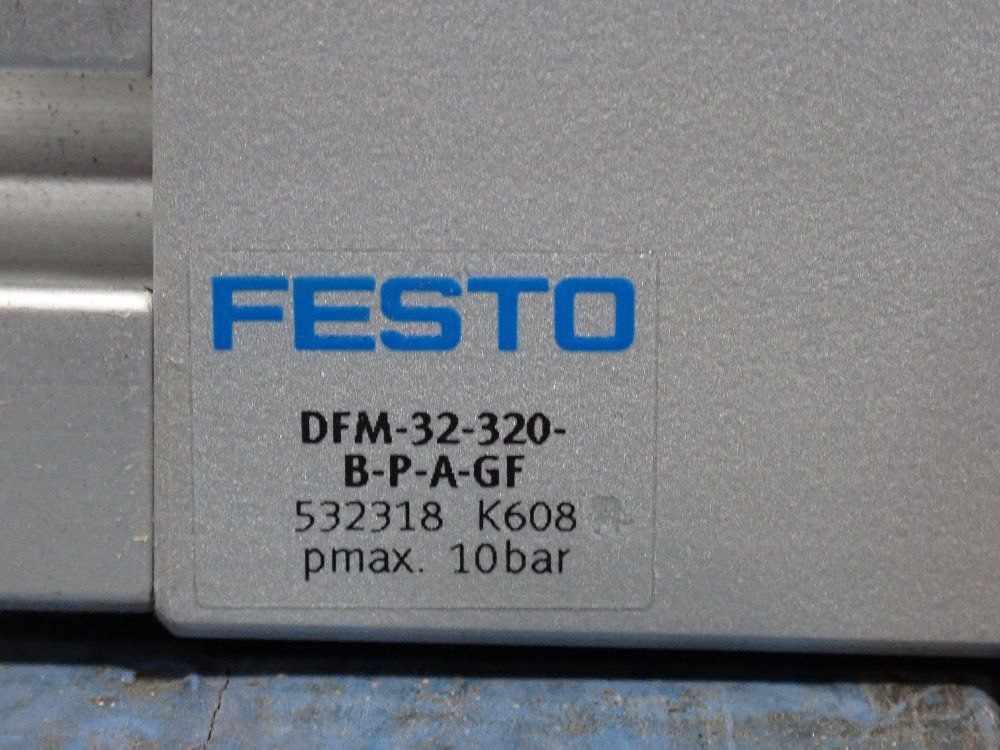 FESTO
DFM-32-320-
B-P-A-GF
532318 K608
pmax. 10bar